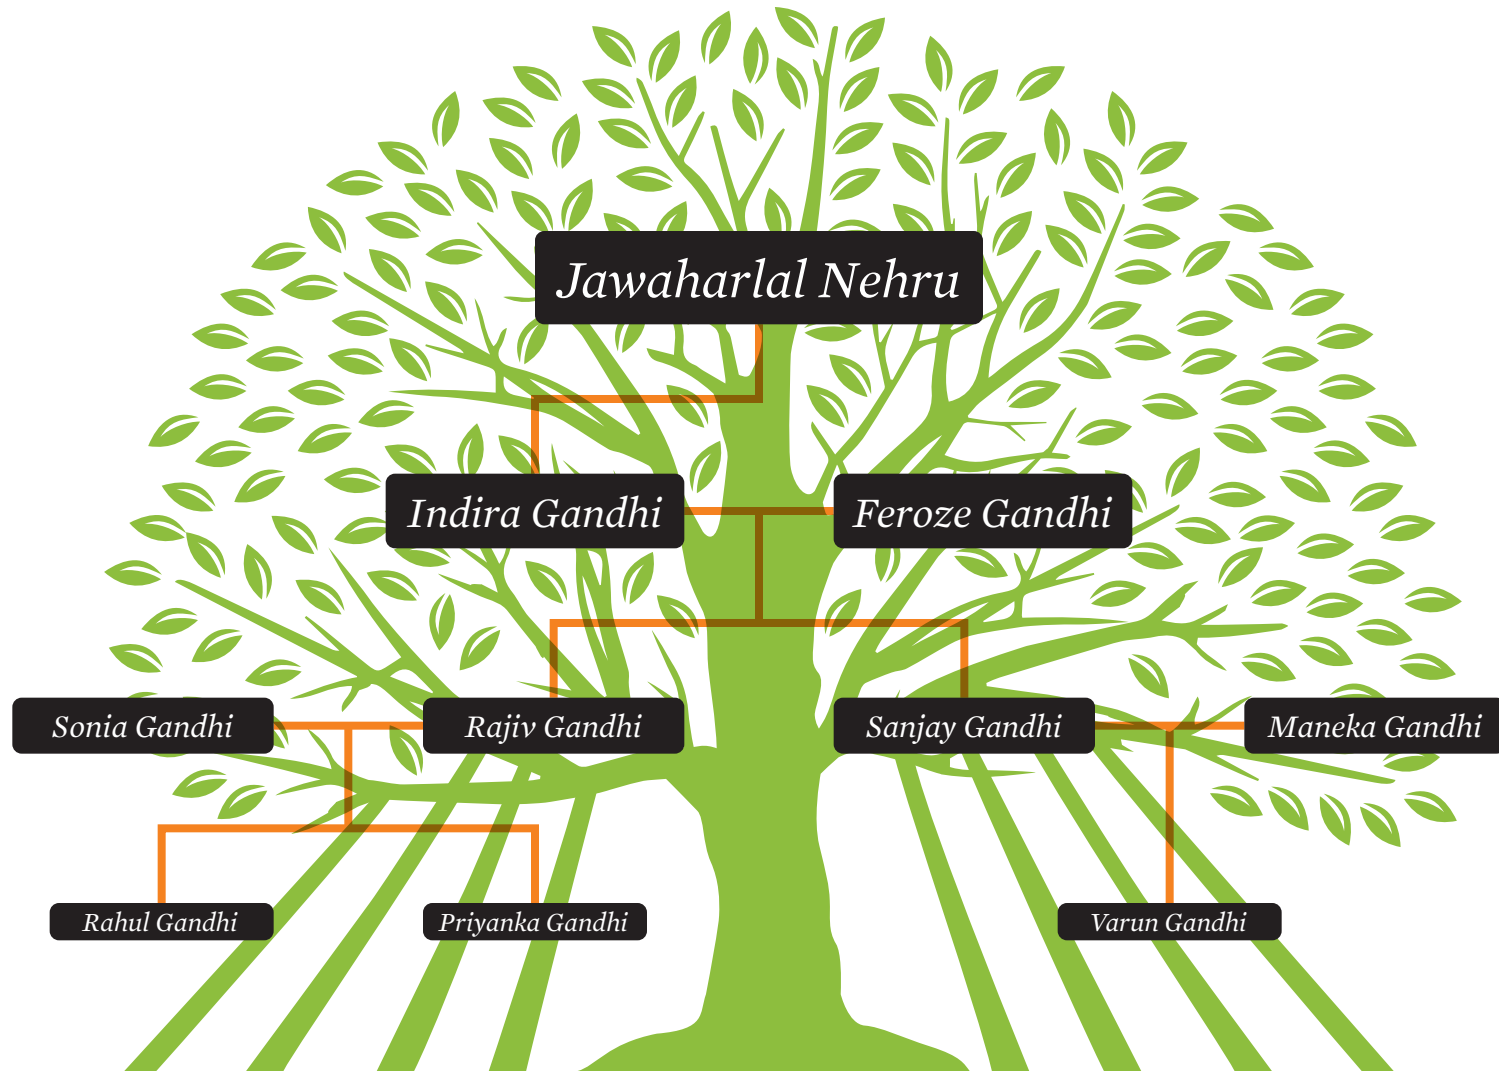 Jawaharlal Nehru
Indira Gandhi
Feroze Gandhi
Sonia Gandhi
Rajiv Gandhi
Sanjay Gandhi
Maneka Gandhi
Rahul Gandhi
Priyanka Gandhi
Varun Gandhi